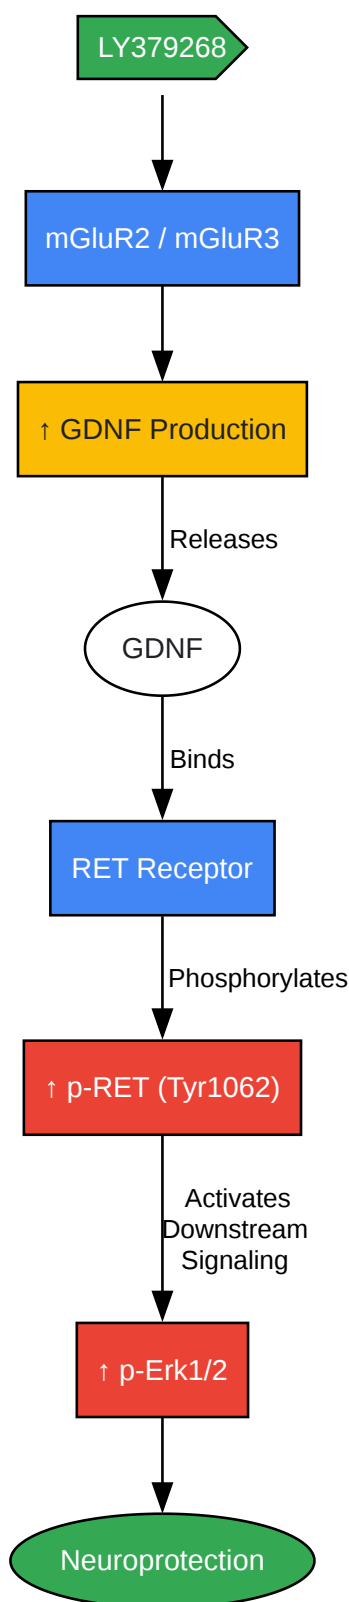 LY379268
mGluR2 / mGluR3
↑ GDNF Production
Releases
GDNF
Binds
RET Receptor
Phosphorylates
↑ p-RET (Tyr1062)
Activates
Downstream
Signaling
↑ p-Erk1/2
Neuroprotection